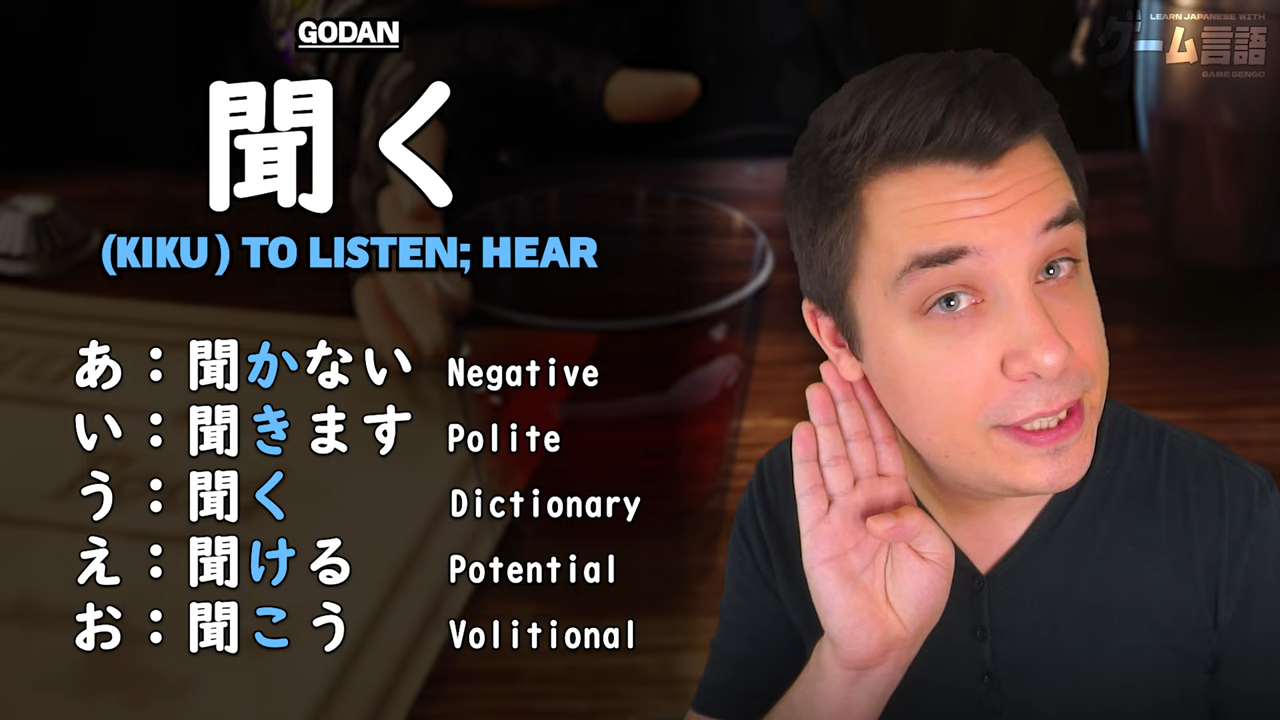 GODAN
LEARN JAPANESE WITH
ゲーム言語
GAME GENGO
聞く
(KIKU) TO LISTEN; HEAR
あ：聞かない Negative
い：聞きます Polite
う：聞く Dictionary
え：聞ける Potential
お：聞こう Volitional